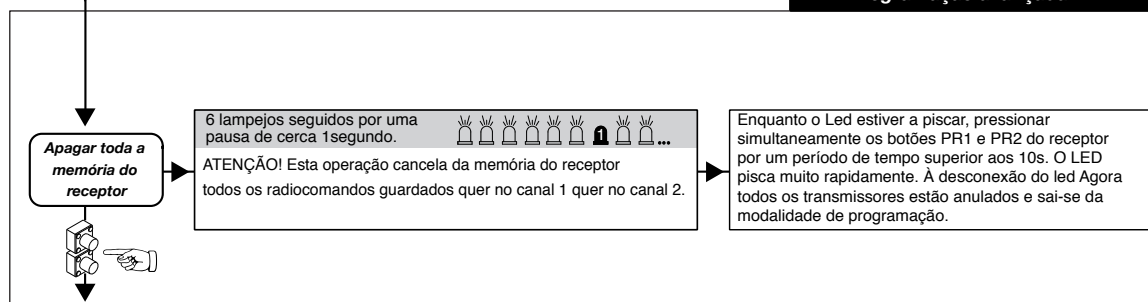 Apagar toda a
memória do
receptor
6 lampejos seguidos por uma
pausa de cerca 1segundo.
1
...
ATENÇÃO! Esta operação cancela da memória do receptor
todos os radiocomandos guardados quer no canal 1 quer no canal 2.
Enquanto o Led estiver a piscar, pressionar
simultaneamente os botões PR1 e PR2 do receptor
por um período de tempo superior aos 10s. O LED
pisca muito rapidamente. À desconexão do led Agora
todos os transmissores estão anulados e sai-se da
modalidade de programação.